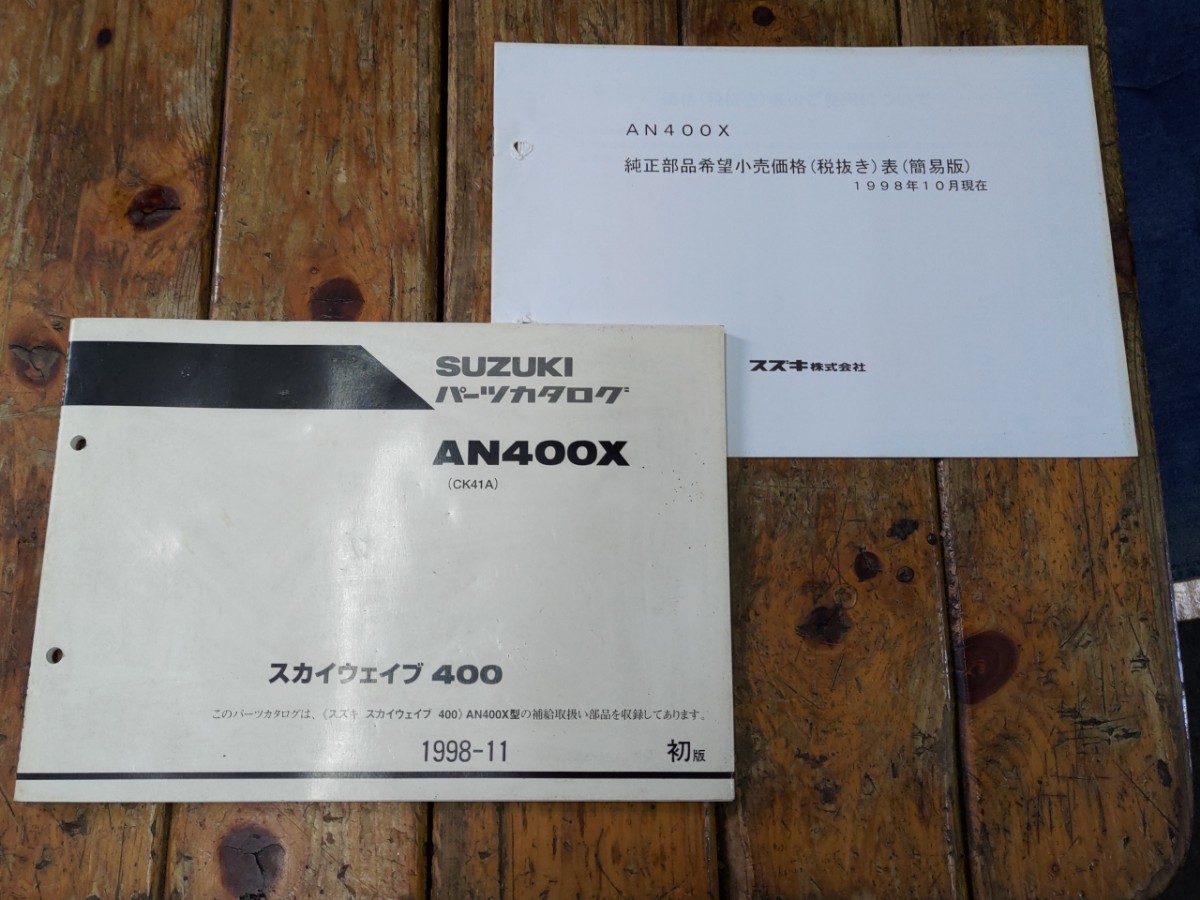 AN400X
純正部品希望小売価格(税抜き)表(簡易版)
1998年10月現在
スズキ株式会社
SUZUKI
パーツカタログ
AN400X
(CK41A)
スカイウェイブ 400
このパーツカタログは、〈スズキ スカイウェイブ 400〉AN400X型の補給取扱い部品を収録してあります。
1998-11 初版